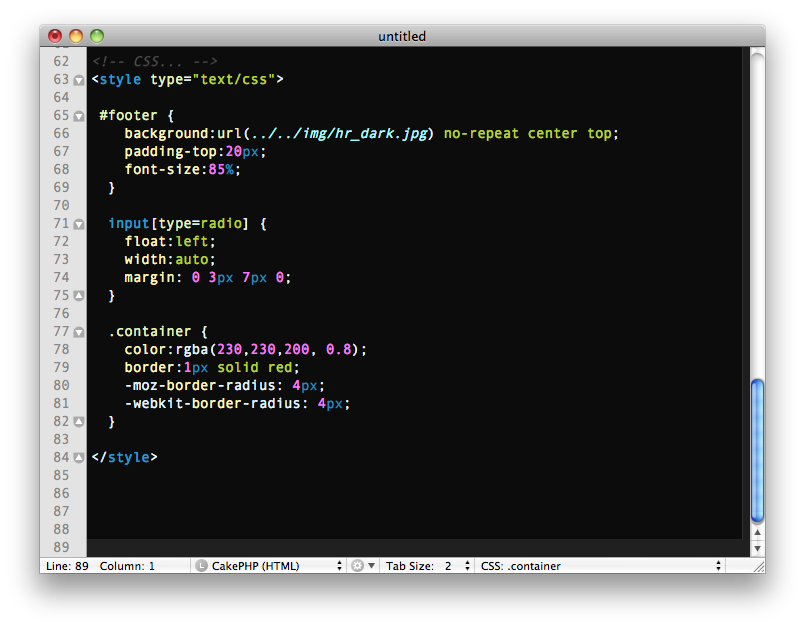 untitled
62 <!-- CSS... -->
63 <style type="text/css">
64
65 #footer {
66 background:url(../../img/hr_dark.jpg) no-repeat center top;
67 padding-top:20px;
68 font-size:85%;
69 }
70
71 input[type=radio] {
72 float:left;
73 width:auto;
74 margin: 0 3px 7px 0;
75 }
76
77 .container {
78 color:rgba(230,230,200, 0.8);
79 border:1px solid red;
80 -moz-border-radius: 4px;
81 -webkit-border-radius: 4px;
82 }
83
84 </style>
85
86
87
88
89
Line: 89 Column: 1 L CakePHP (HTML) Tab Size: 2 CSS: .container